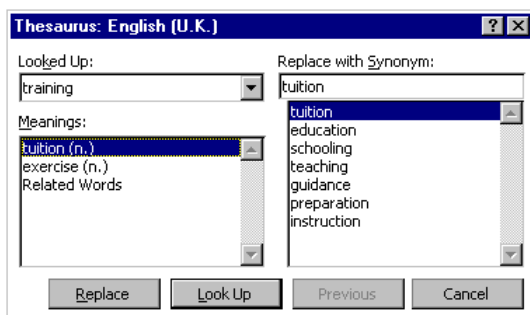 Thesaurus: English (U.K.)
Looked Up:
training
Meanings:
tuition (n.)
exercise (n.)
Related Words
Replace with Synonym:
tuition
tuition
education
schooling
teaching
guidance
preparation
instruction
Replace
Look Up
Previous
Cancel